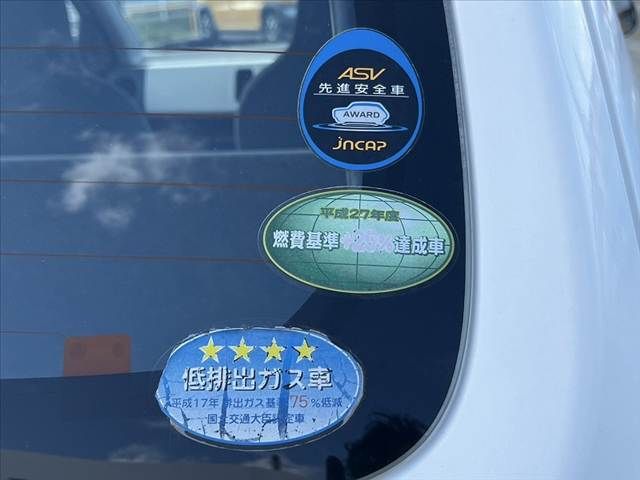 ASV
先進安全車
AWARD
JNCAP
平成27年度
燃費基準+25%達成車
低排出ガス車
平成17年 排出ガス基準75%低減
国土交通大臣認定車